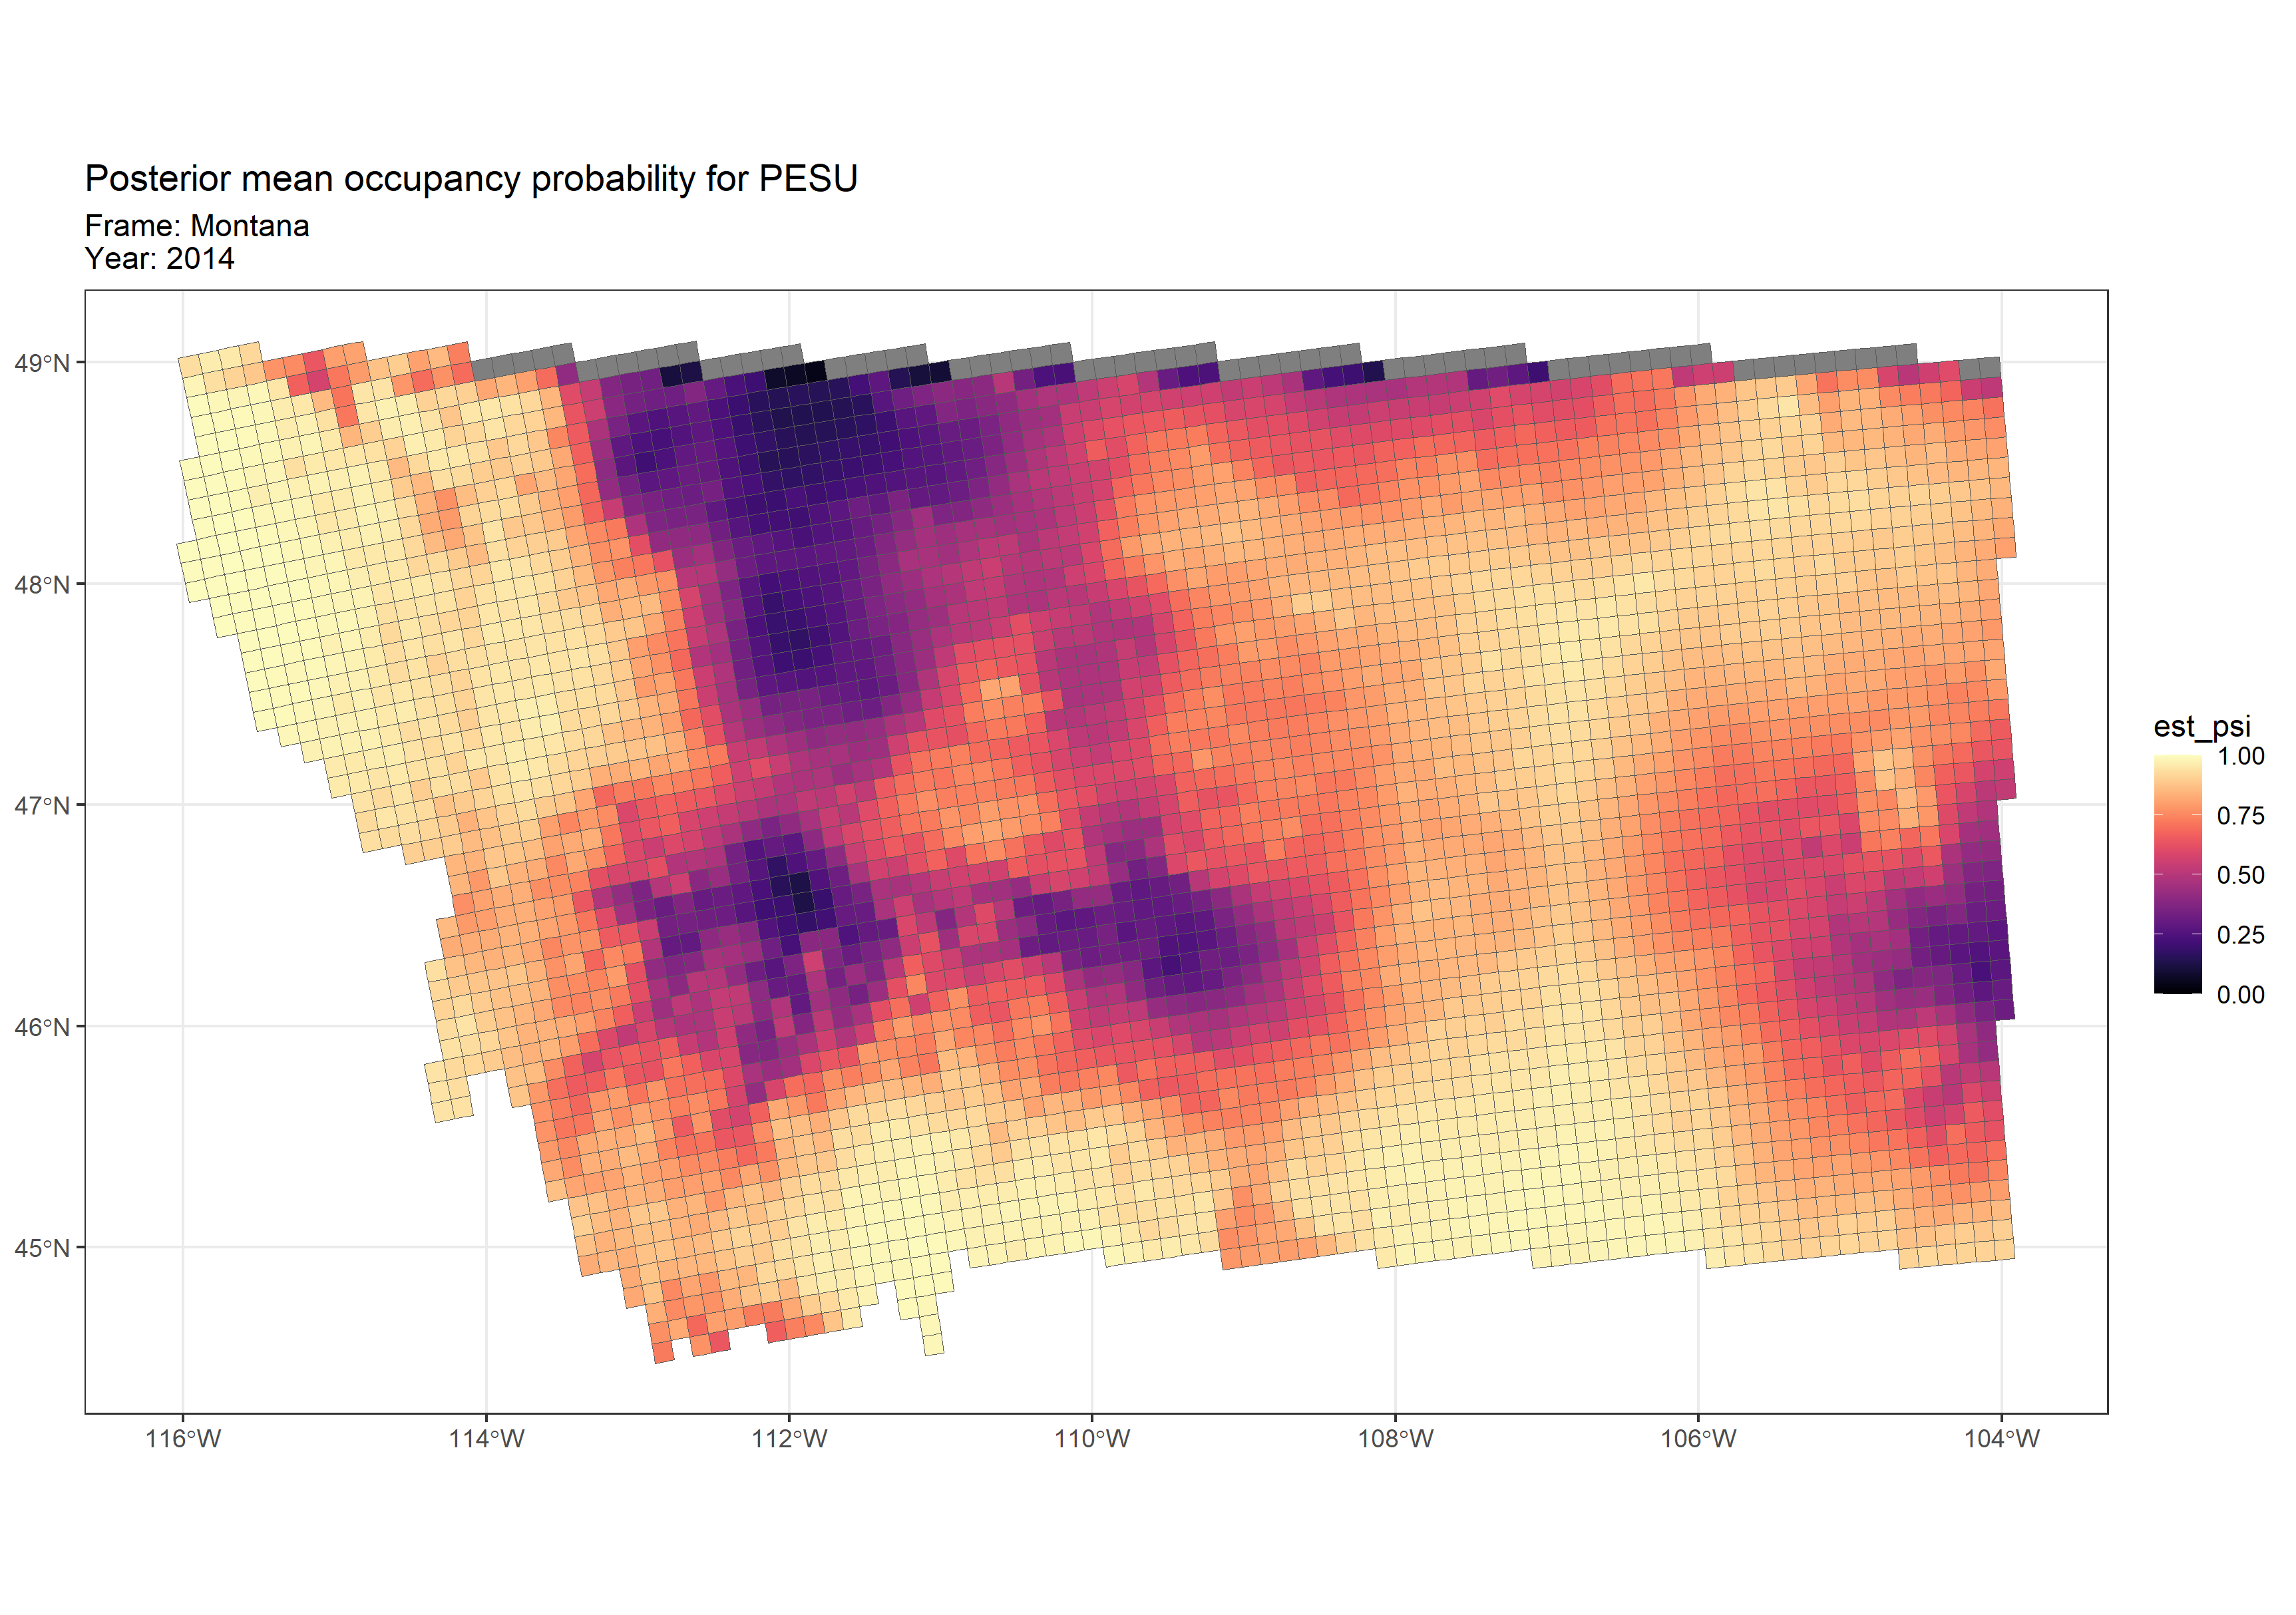 Posterior mean occupancy probability for PESU
Frame: Montana
Year: 2014
49°N
48°N
47°N
46°N
45°N
116°W
114°W
112°W
110°W
108°W
106°W
104°W
est_psi
1.00
0.75
0.50
0.25
0.00